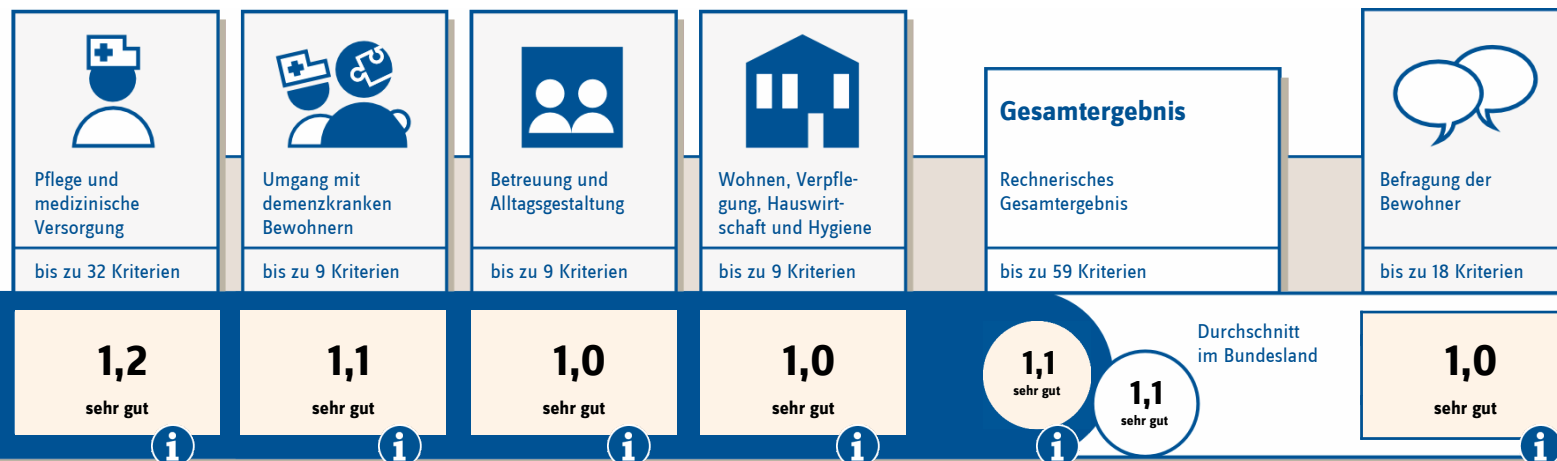 Pflege und
medizinische
Versorgung
bis zu 32 Kriterien
1,2
sehr gut
i
Umgang mit
demenzkranken
Bewohnern
bis zu 9 Kriterien
1,1
sehr gut
i
Betreuung und
Alltagsgestaltung
bis zu 9 Kriterien
1,0
sehr gut
i
Wohnen, Verpfle-
gung, Hauswirt-
schaft und Hygiene
bis zu 9 Kriterien
1,0
sehr gut
i
Gesamtergebnis
Rechnerisches
Gesamtergebnis
bis zu 59 Kriterien
1,1
sehr gut
i
Durchschnitt
im Bundesland
1,1
sehr gut
Befragung der
Bewohner
bis zu 18 Kriterien
1,0
sehr gut
i